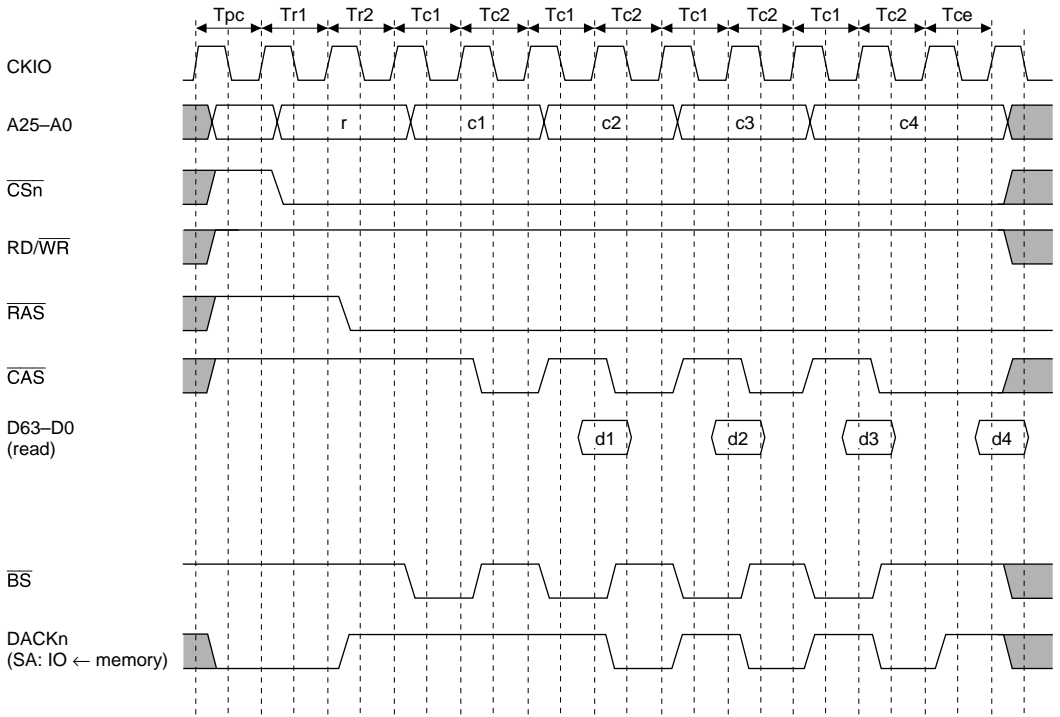 Tpc Tr1 Tr2 Tc1 Tc2 Tc1 Tc2 Tc1 Tc2 Tc1 Tc2 Tce
CKIO
A25–A0 r c1 c2 c3 c4
CSn
RD/WR
RAS
CAS
D63–D0
(read) d1 d2 d3 d4
BS
DACKn
(SA: IO ← memory)